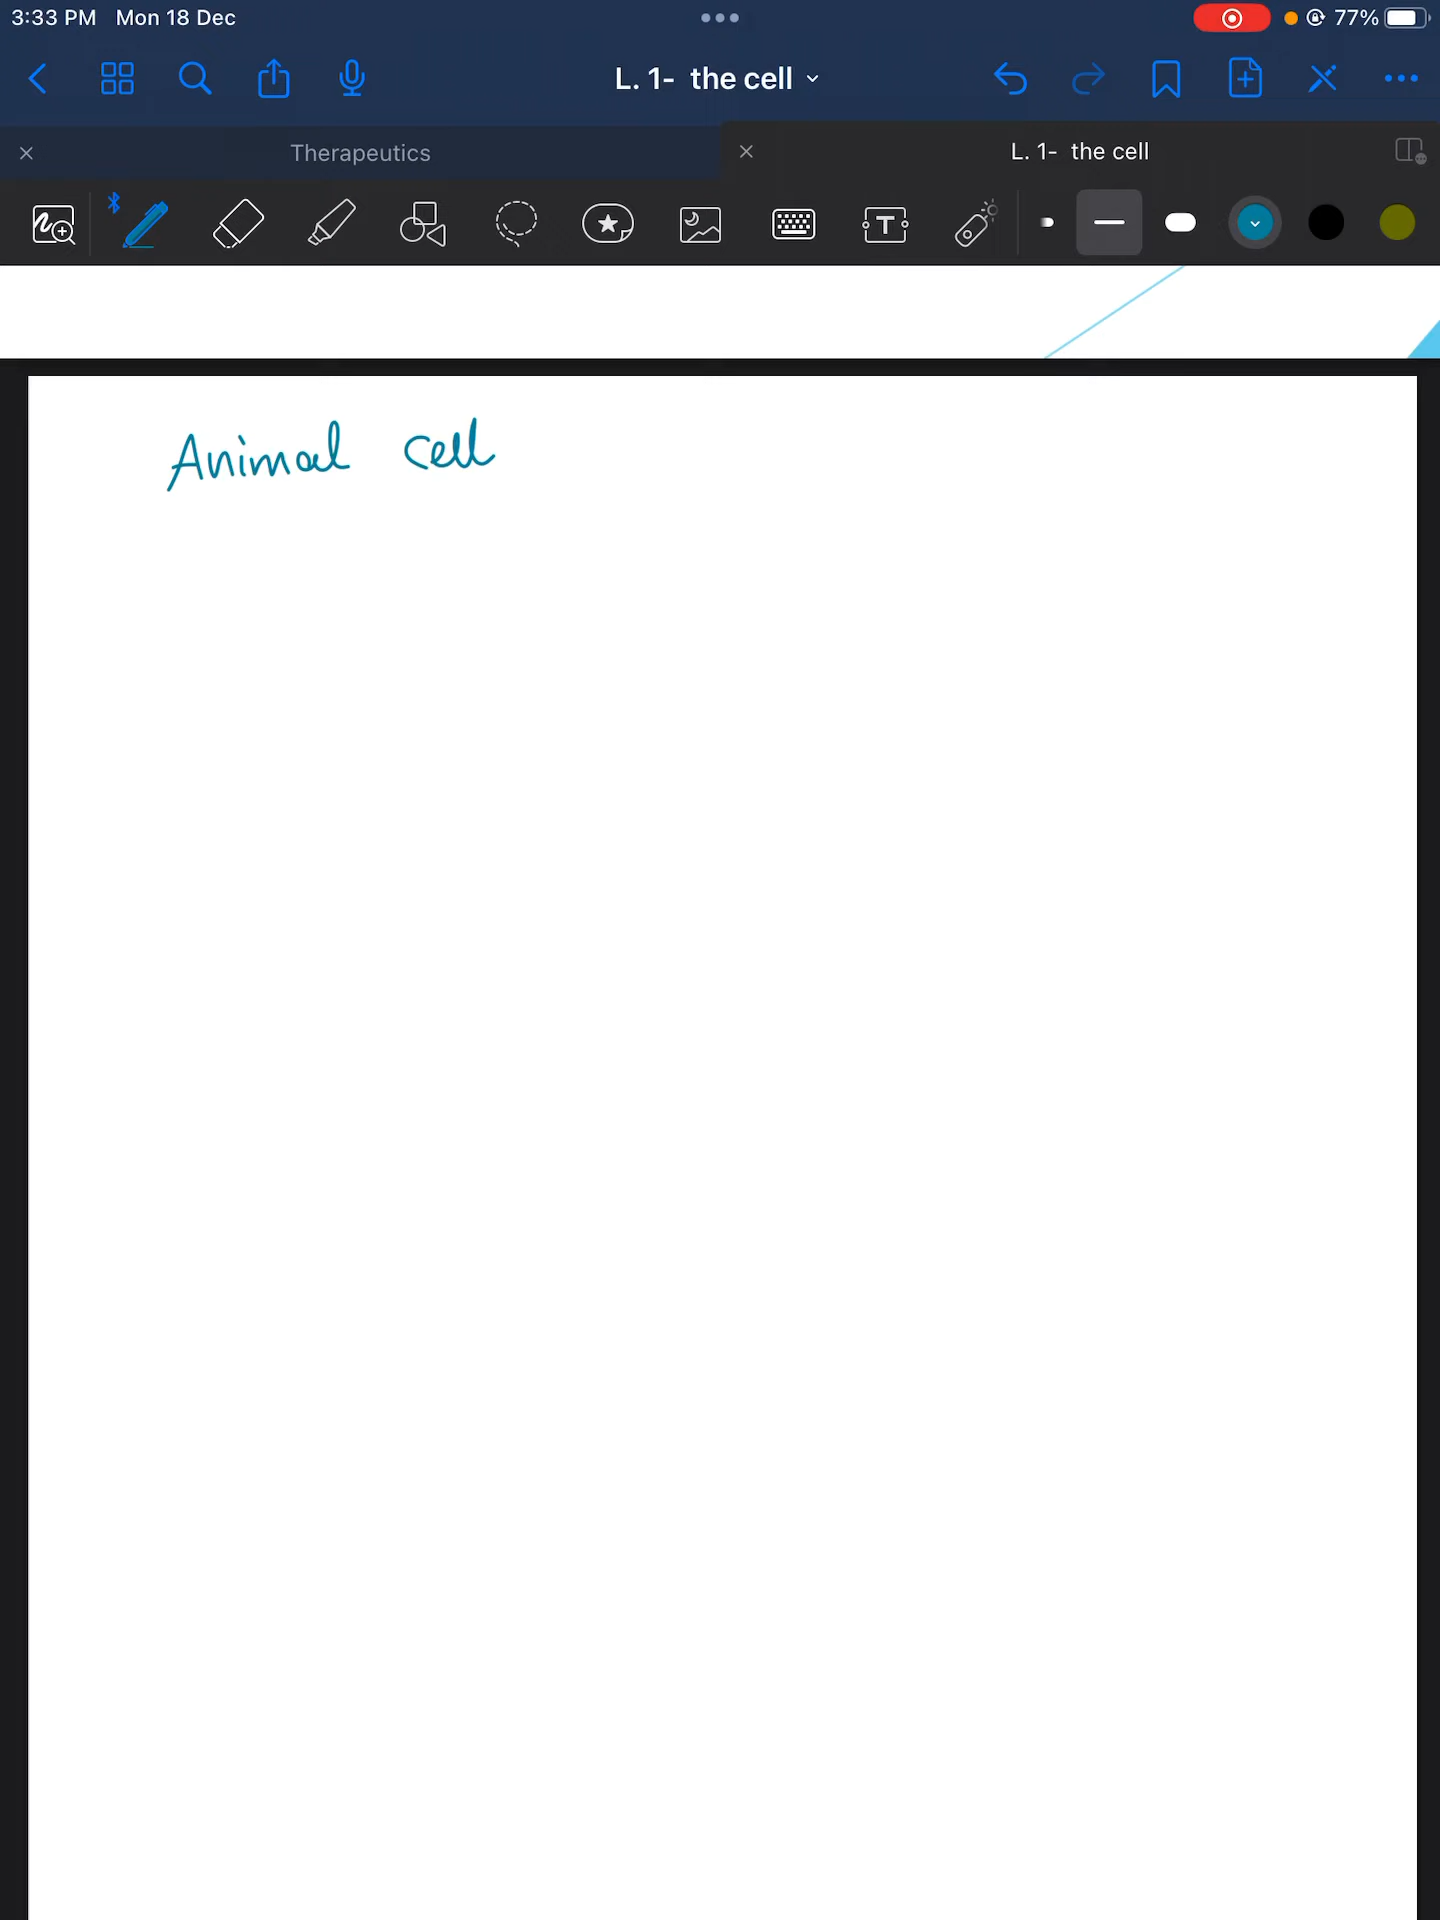 3:33 PM Mon 18 Dec 77%
L. 1- the cell
Therapeutics
L. 1- the cell
T
Animal cell